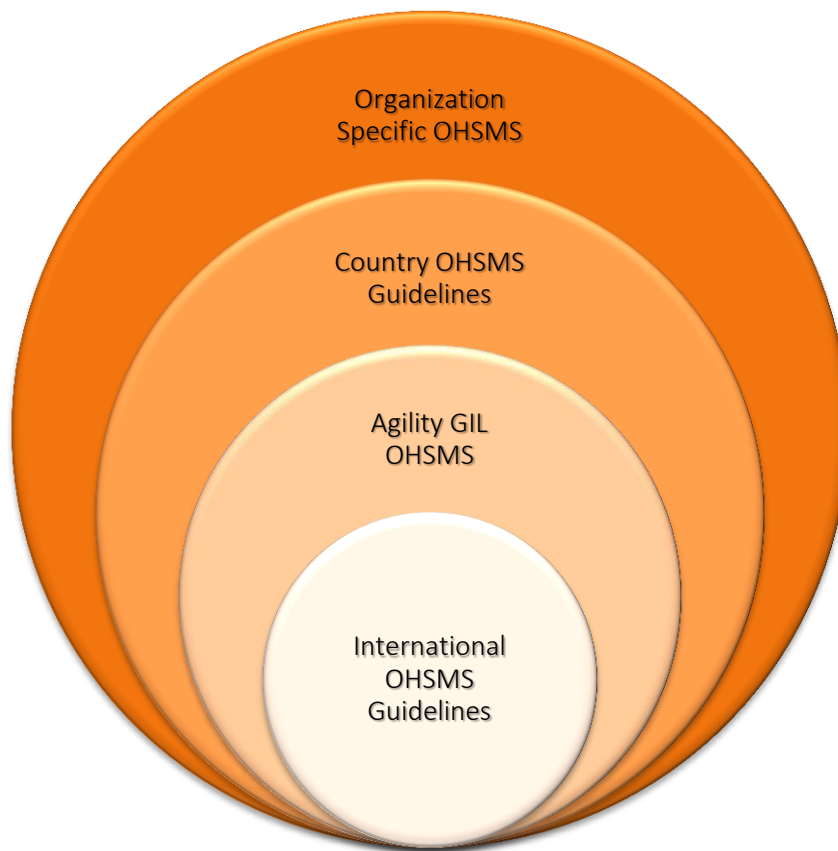 Organization
Specific OHSMS
Country OHSMS
Guidelines
Agility GIL
OHSMS
International
OHSMS
Guidelines